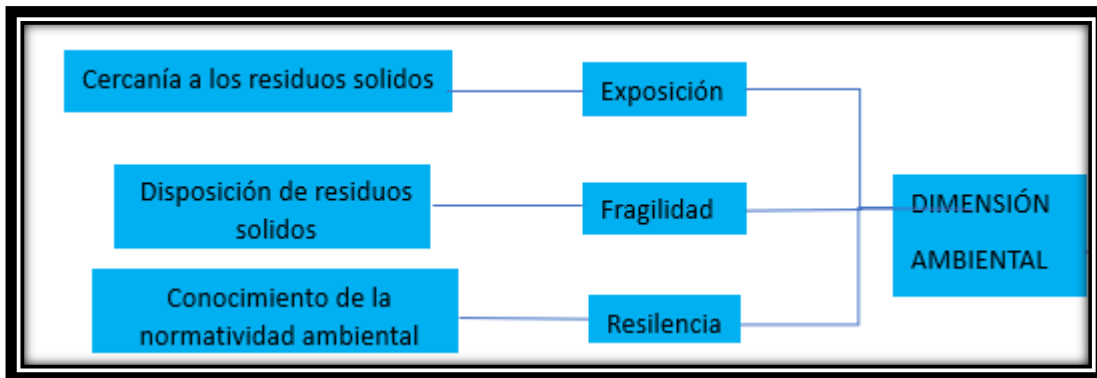 Cercanía a los residuos solidos
Exposición
Disposición de residuos
solidos
Fragilidad
DIMENSIÓN
AMBIENTAL
Conocimiento de la
normatividad ambiental
Resilencia